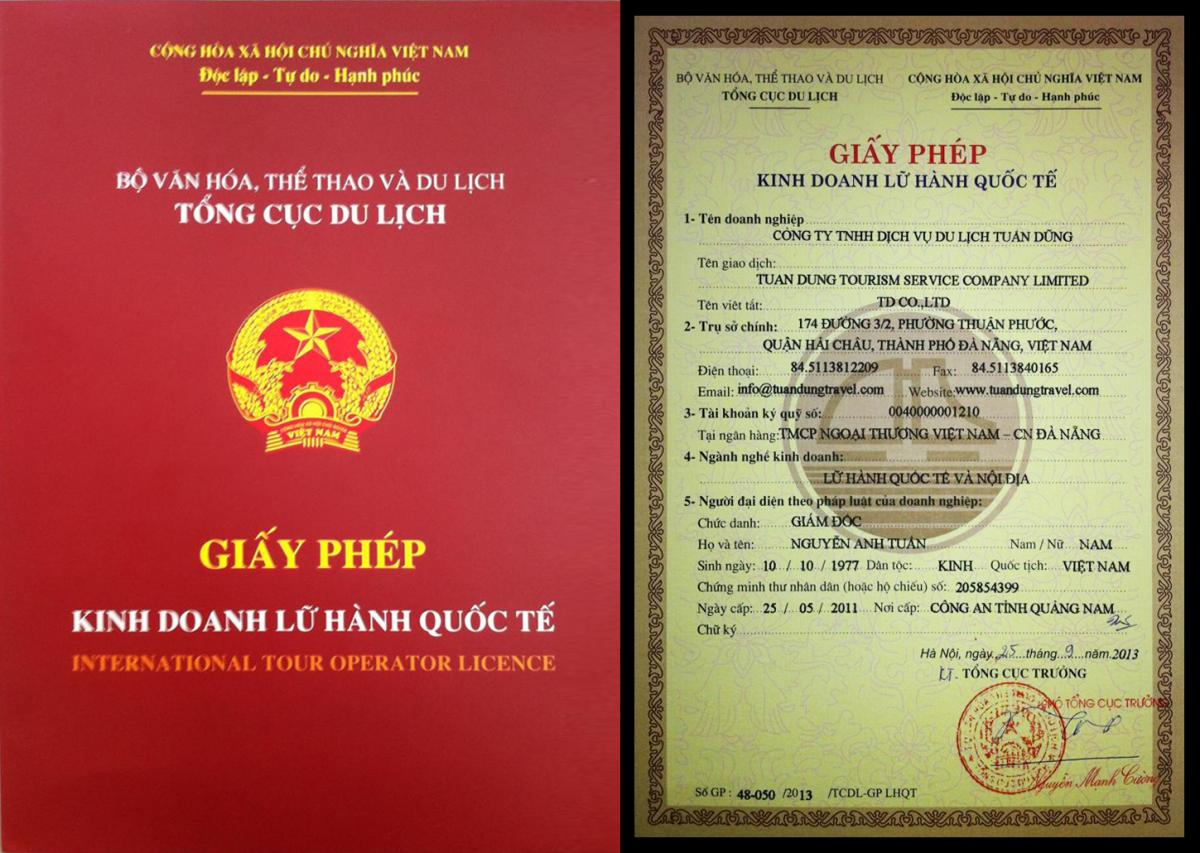 CỘNG HÒA XÃ HỘI CHỦ NGHĨA VIỆT NAM
Độc lập - Tự do - Hạnh phúc
BỘ VĂN HÓA, THỂ THAO VÀ DU LỊCH
TỔNG CỤC DU LỊCH
VIỆT NAM
GIẤY PHÉP
KINH DOANH LỮ HÀNH QUỐC TẾ
INTERNATIONAL TOUR OPERATOR LICENCE
BỘ VĂN HÓA, THỂ THAO VÀ DU LỊCH
TỔNG CỤC DU LỊCH
CỘNG HÒA XÃ HỘI CHỦ NGHĨA VIỆT NAM
Độc lập - Tự do - Hạnh phúc
GIẤY PHÉP
KINH DOANH LỮ HÀNH QUỐC TẾ
1- Tên doanh nghiệp
CÔNG TY TNHH DỊCH VỤ DU LỊCH TUẤN DŨNG
Tên giao dịch:
TUAN DUNG TOURISM SERVICE COMPANY LIMITED
Tên viết tắt: TD CO.,LTD
2- Trụ sở chính: 174 ĐƯỜNG 3/2, PHƯỜNG THUẬN PHƯỚC,
QUẬN HẢI CHÂU, THÀNH PHỐ ĐÀ NẴNG, VIỆT NAM
Điện thoại: 84.5113812209 Fax: 84.5113840165
Email: info@tuandungtravel.com Website: www.tuandungtravel.com
3- Tài khoản ký quỹ số: 0040000001210
Tại ngân hàng: TMCP NGOẠI THƯƠNG VIỆT NAM – CN ĐÀ NẴNG
4- Ngành nghề kinh doanh:
LỮ HÀNH QUỐC TẾ VÀ NỘI ĐỊA
5- Người đại diện theo pháp luật của doanh nghiệp:
Chức danh: GIÁM ĐỐC
Họ và tên: NGUYỄN ANH TUẤN Nam / Nữ NAM
Sinh ngày: 10 / 10 / 1977 Dân tộc: KINH Quốc tịch: VIỆT NAM
Chứng minh thư nhân dân (hoặc hộ chiếu) số: 205854399
Ngày cấp: 25 / 05 / 2011 Nơi cấp: CÔNG AN TỈNH QUẢNG NAM
Chữ ký
Hà Nội, ngày 25 tháng 9 năm 2013
KT. TỔNG CỤC TRƯỞNG
PHÓ TỔNG CỤC TRƯỞNG
Nguyễn Mạnh Cường
Số GP : 48-050 /2013 /TCDL-GP LHQT